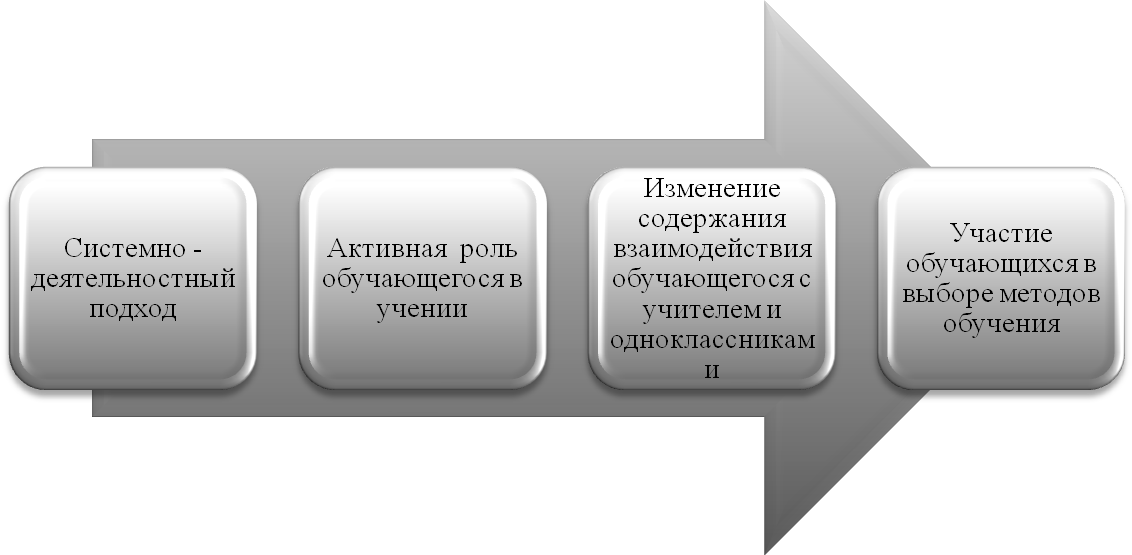 Системно -
деятельностный
подход
Активная роль
обучающегося в
учении
Изменение
содержания
взаимодействия
обучающегося с
учителем и
одноклассникам
и
Участие
обучающихся в
выборе методов
обучения